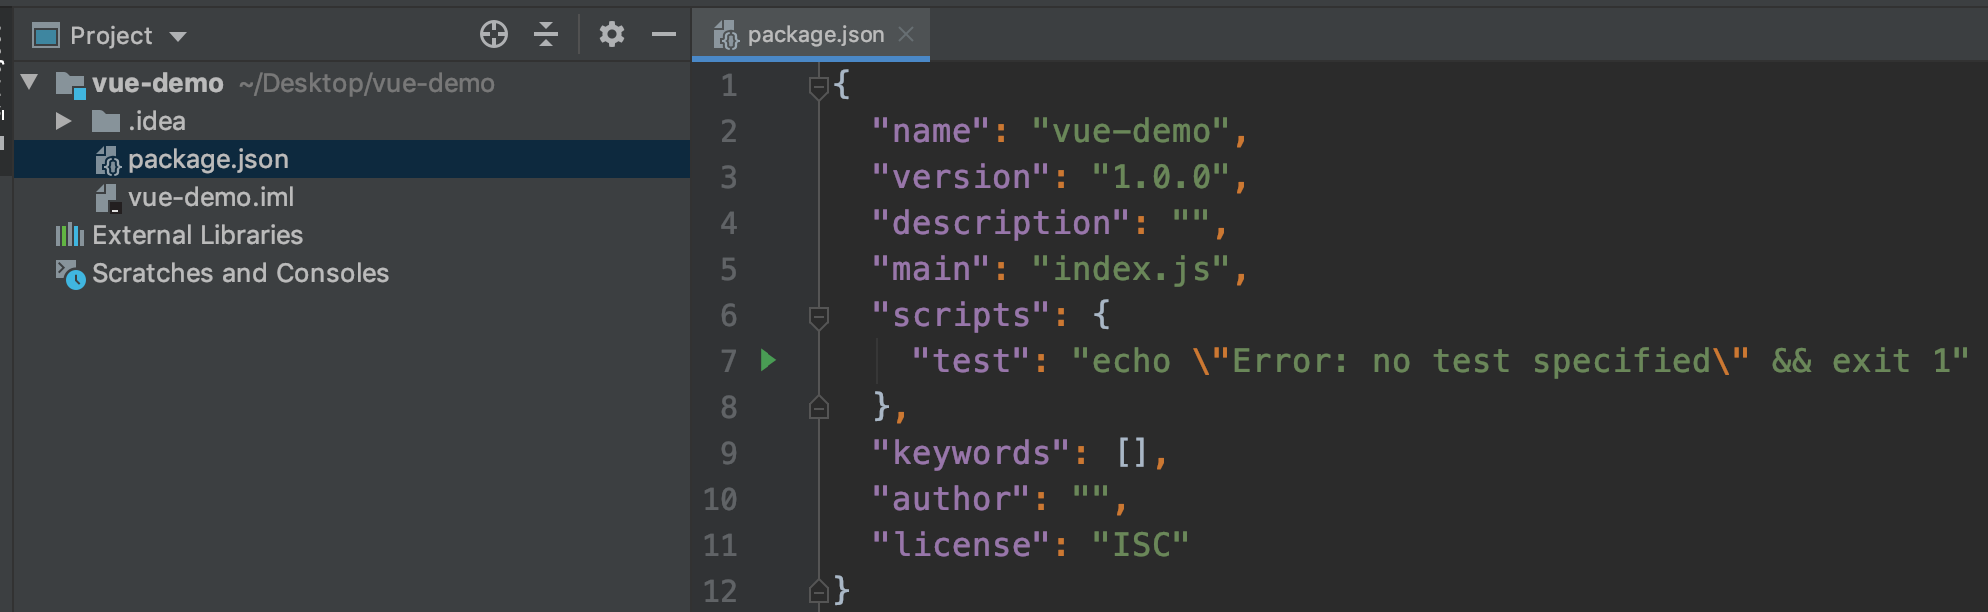 Project
vue-demo ~/Desktop/vue-demo
.idea
package.json
vue-demo.iml
External Libraries
Scratches and Consoles
package.json
1 {
2 "name": "vue-demo",
3 "version": "1.0.0",
4 "description": "",
5 "main": "index.js",
6 "scripts": {
7 "test": "echo \"Error: no test specified\" && exit 1"
8 },
9 "keywords": [],
10 "author": "",
11 "license": "ISC"
12 }